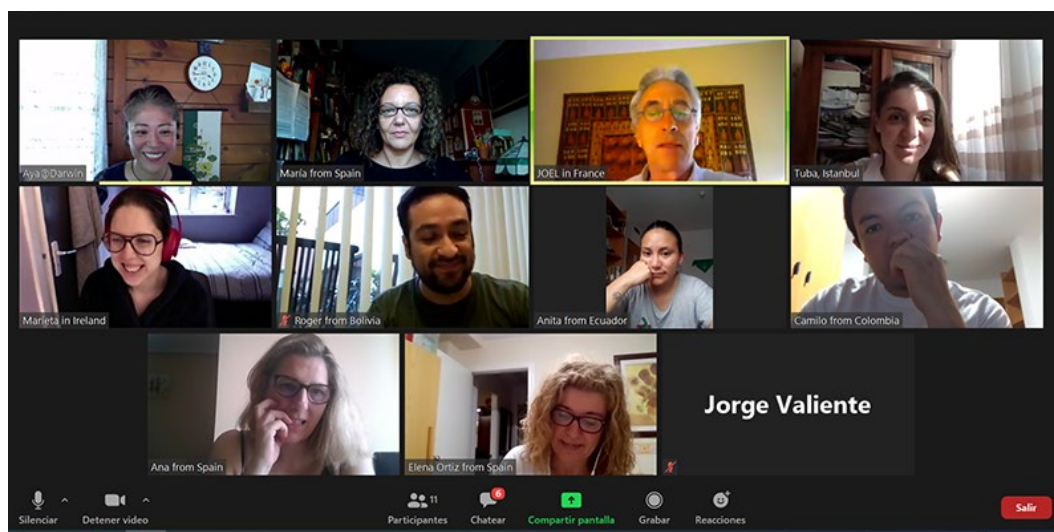 Aya@Darwin
María from Spain
JOEL in France
Tuba, Istanbul
Marieta in Ireland
Roger from Bolivia
Anita from Ecuador
Camilo from Colombia
Ana from Spain
Elena Ortiz from Spain
Jorge Valiente
Silenciar
Detener video
Participantes
11
Chatear
6
Compartir pantalla
Grabar
Reacciones
Salir